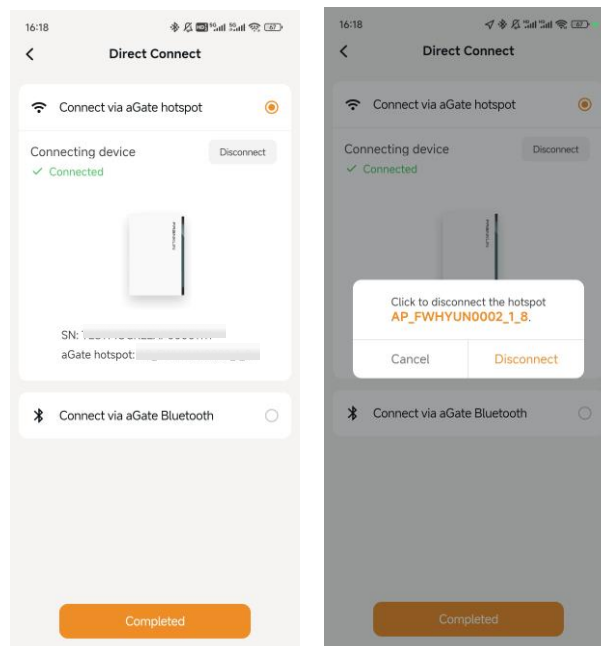 16:18
Direct Connect
Connect via aGate hotspot
Connecting device
Disconnect
Connected
FRANKLIN
SN:
aGate hotspot:
Connect via aGate Bluetooth
Completed
16:18
Direct Connect
Connect via aGate hotspot
Connecting device
Disconnect
Connected
Click to disconnect the hotspot
AP_FWHYUN0002_1_8.
Cancel
Disconnect
Connect via aGate Bluetooth
Completed